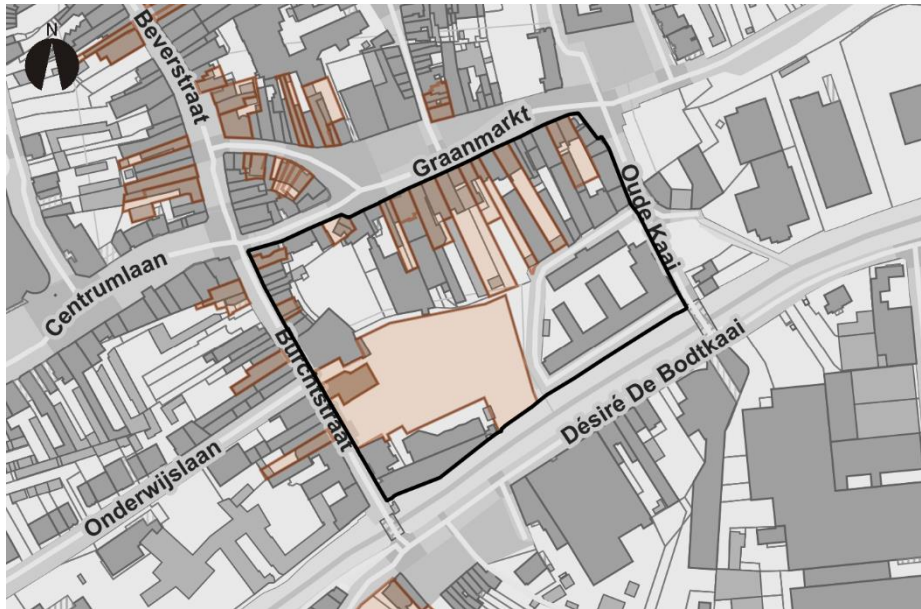 N
Beverstraat
Graanmarkt
Oude Kaai
Centrumlaan
Burchtstraat
Désiré De Bodtkaai
Onderwijslaan